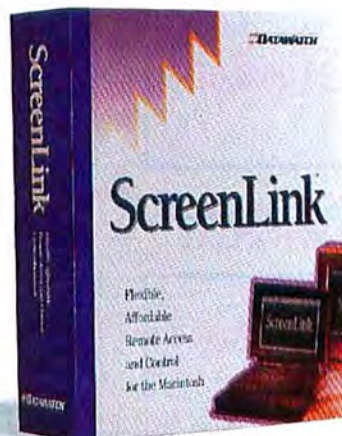 DATAWATCH
ScreenLink
ScreenLink
Flexible,
Affordable
Remote Access
and Control
for the Macintosh
ScreenLink
DATAWATCH